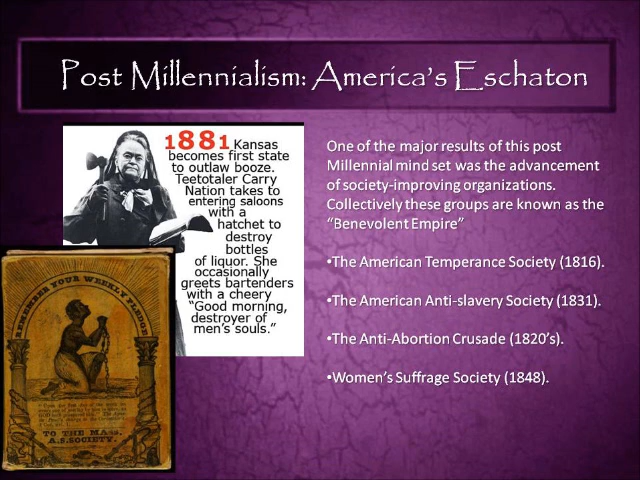 Post Millennialism: America's Eschaton
1881 Kansas
becomes first state
to outlaw booze.
Teetotaler Carry
Nation takes to
entering saloons
with a
hatchet to
destroy
bottles
of liquor. She
occasionally
greets bartenders
with a cheery
"Good morning,
destroyer of
men's souls."
One of the major results of this post
Millennial mind set was the advancement
of society-improving organizations.
Collectively these groups are known as the
"Benevolent Empire"
•The American Temperance Society (1816).
•The American Anti-slavery Society (1831).
•The Anti-Abortion Crusade (1820's).
•Women's Suffrage Society (1848).
REMEMBER YOUR WEEKLY PLEDGE
TO THE MASS.
A.S.SOCIETY.